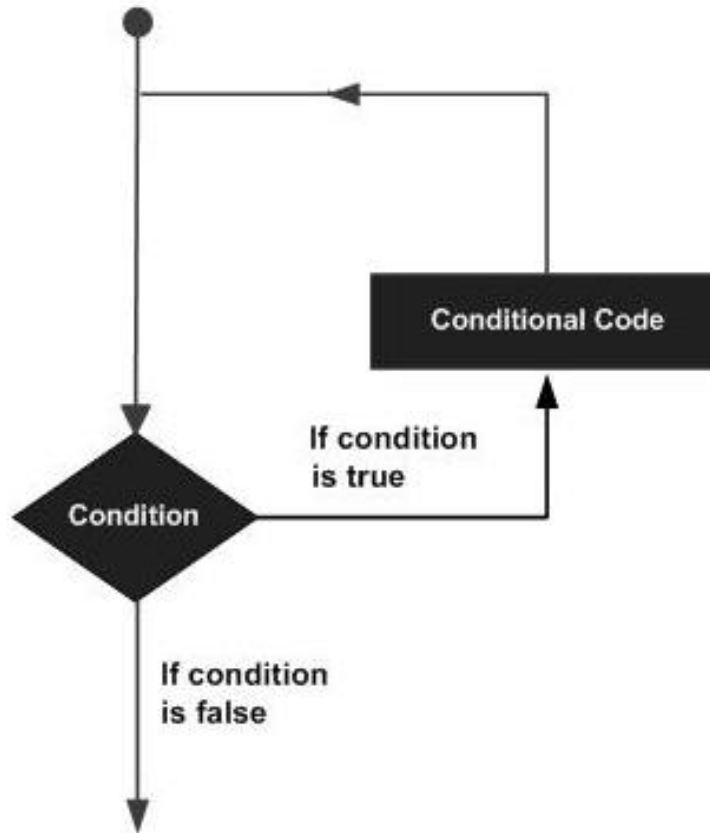 Conditional Code
If condition
is true
Condition
If condition
is false